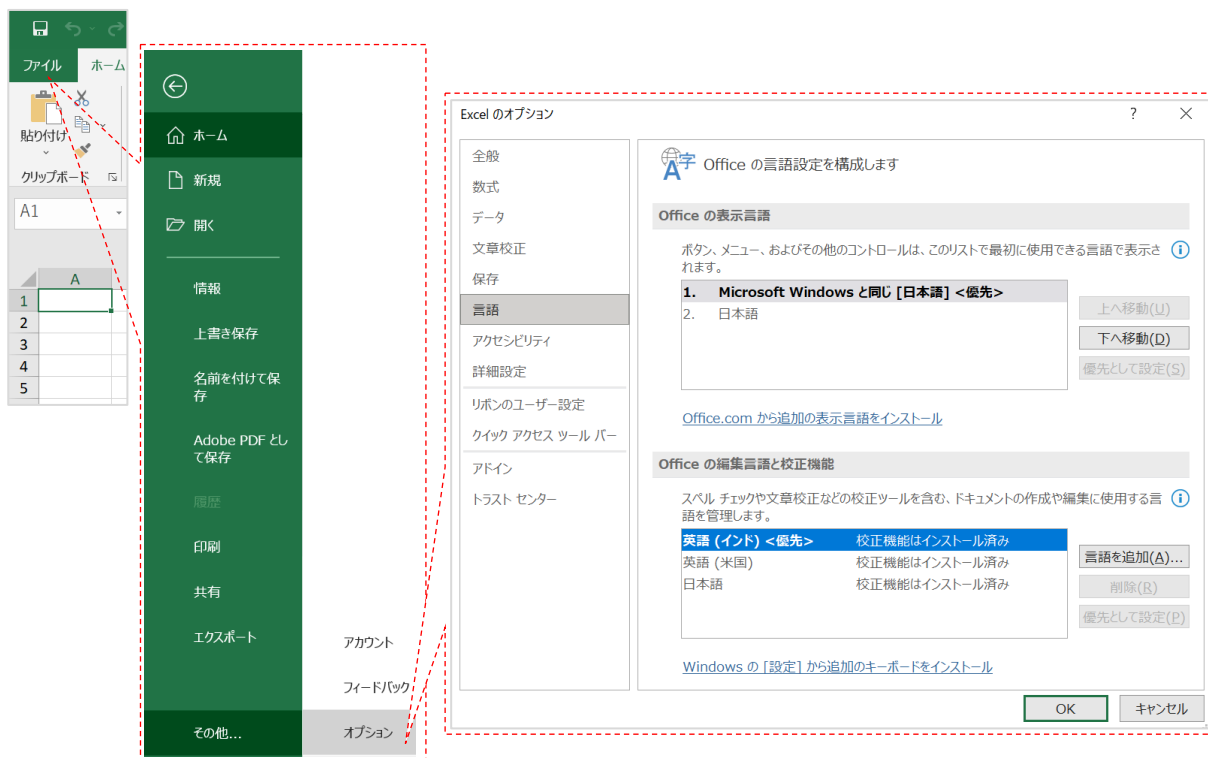 ファイル
ホーム
貼り付け
クリップボード
A1
A
1
2
3
4
5
ホーム
新規
開く
情報
上書き保存
名前を付けて保
存
Adobe PDF とし
て保存
履歴
印刷
共有
エクスポート
その他...
アカウント
フィードバック
オプション
Excel のオプション
?
全般
数式
データ
文章校正
保存
言語
アクセシビリティ
詳細設定
リボンのユーザー設定
クイック アクセス ツール バー
アドイン
トラスト センター
A字
Office の言語設定を構成します
Office の表示言語
ボタン、メニュー、およびその他のコントロールは、このリストで最初に使用できる言語で表示さ
れます。
1. Microsoft Windows と同じ [日本語] <優先>
2. 日本語
上へ移動(U)
下へ移動(D)
優先として設定(S)
Office.com から追加の表示言語をインストール
Office の編集言語と校正機能
スペル チェックや文章校正などの校正ツールを含む、ドキュメントの作成や編集に使用する言
語を管理します。
英語 (インド) <優先> 校正機能はインストール済み
英語 (米国) 校正機能はインストール済み
日本語 校正機能はインストール済み
言語を追加(A)...
削除(R)
優先として設定(P)
Windows の [設定] から追加のキーボードをインストール
OK
キャンセル